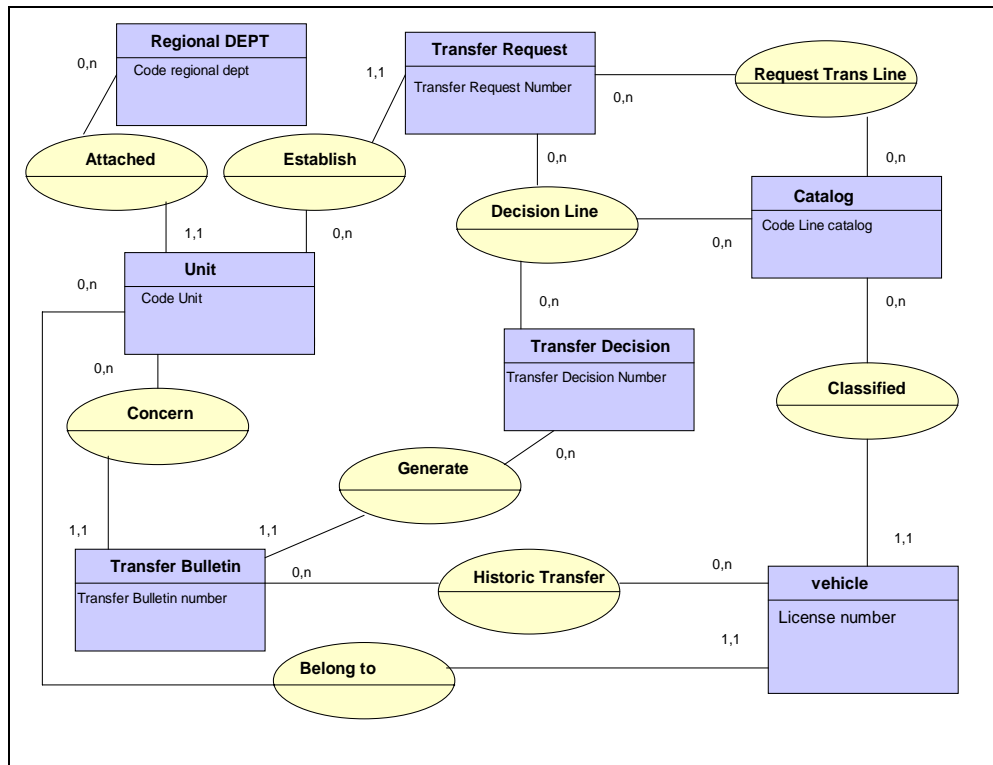 Regional DEPT
Code regional dept
0,n
Transfer Request
Transfer Request Number
1,1
0,n
Request Trans Line
Attached
Establish
0,n
0,n
Decision Line
Catalog
Code Line catalog
1,1
0,n
0,n
Unit
Code Unit
0,n
0,n
0,n
Transfer Decision
Transfer Decision Number
0,n
Concern
Classified
Generate
0,n
1,1
1,1
1,1
Transfer Bulletin
Transfer Bulletin number
0,n
Historic Transfer
0,n
vehicle
License number
1,1
Belong to